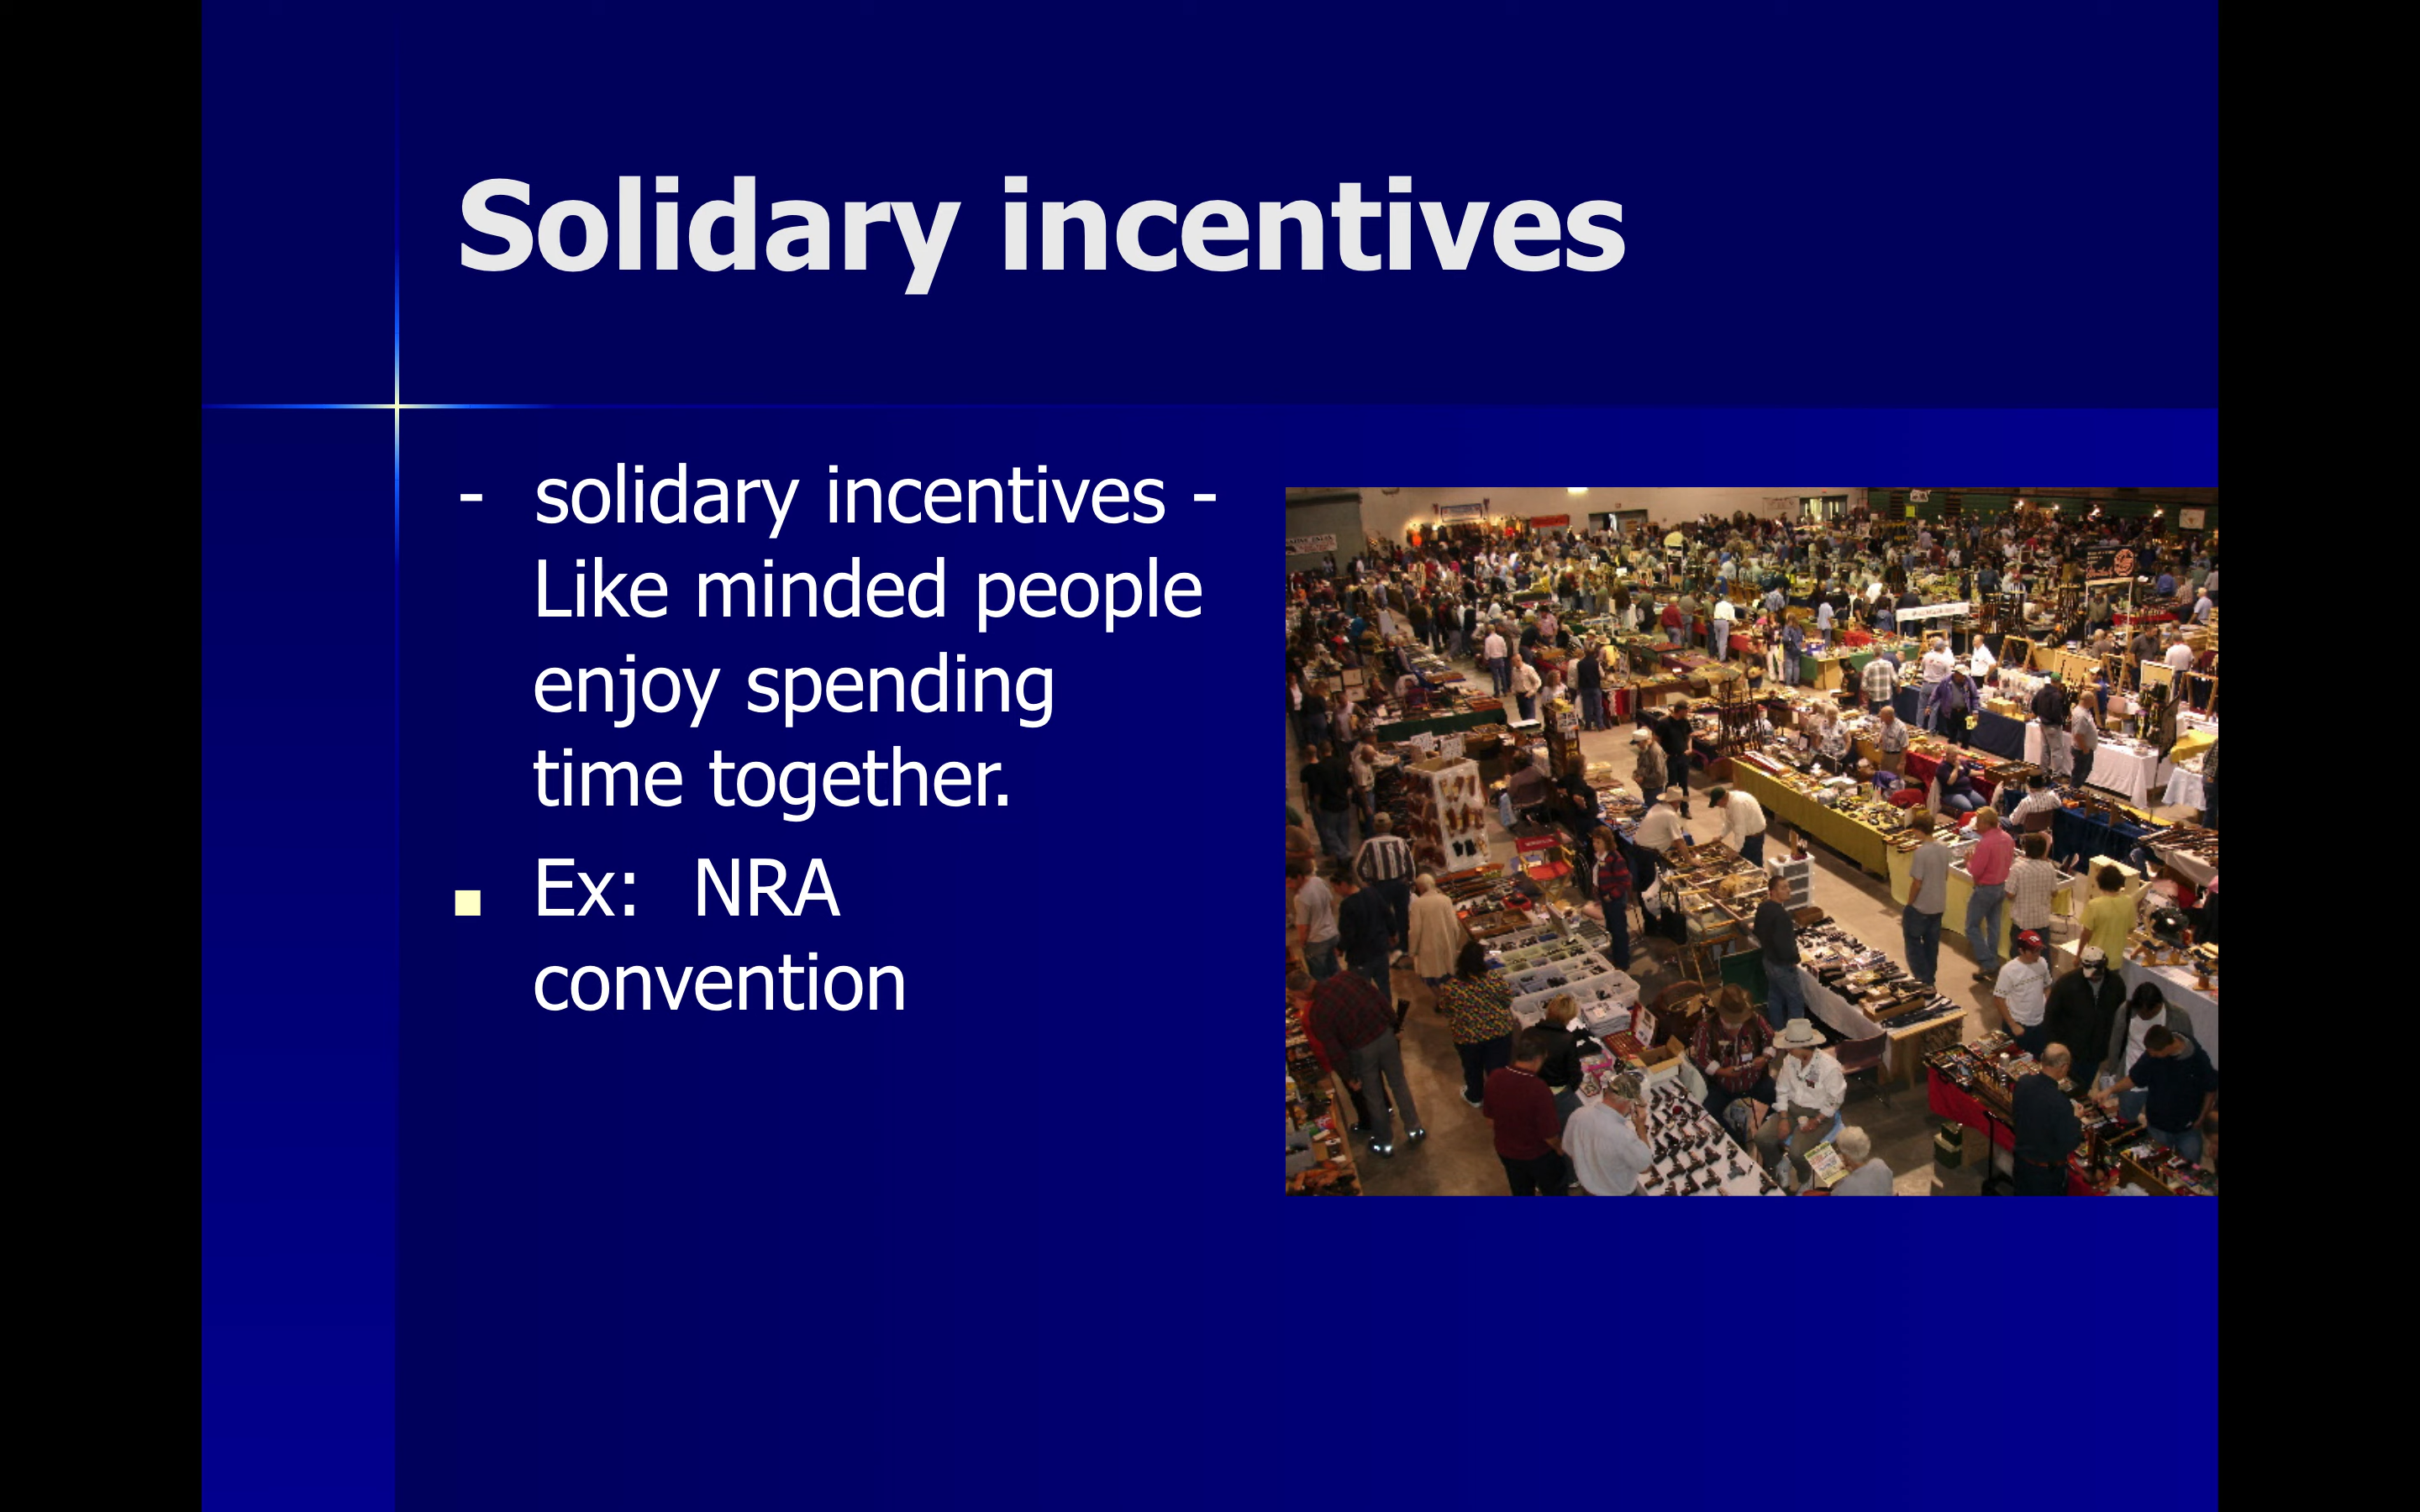 Solidary incentives
- solidary incentives -
Like minded people
enjoy spending
time together.
■ Ex:  NRA
convention